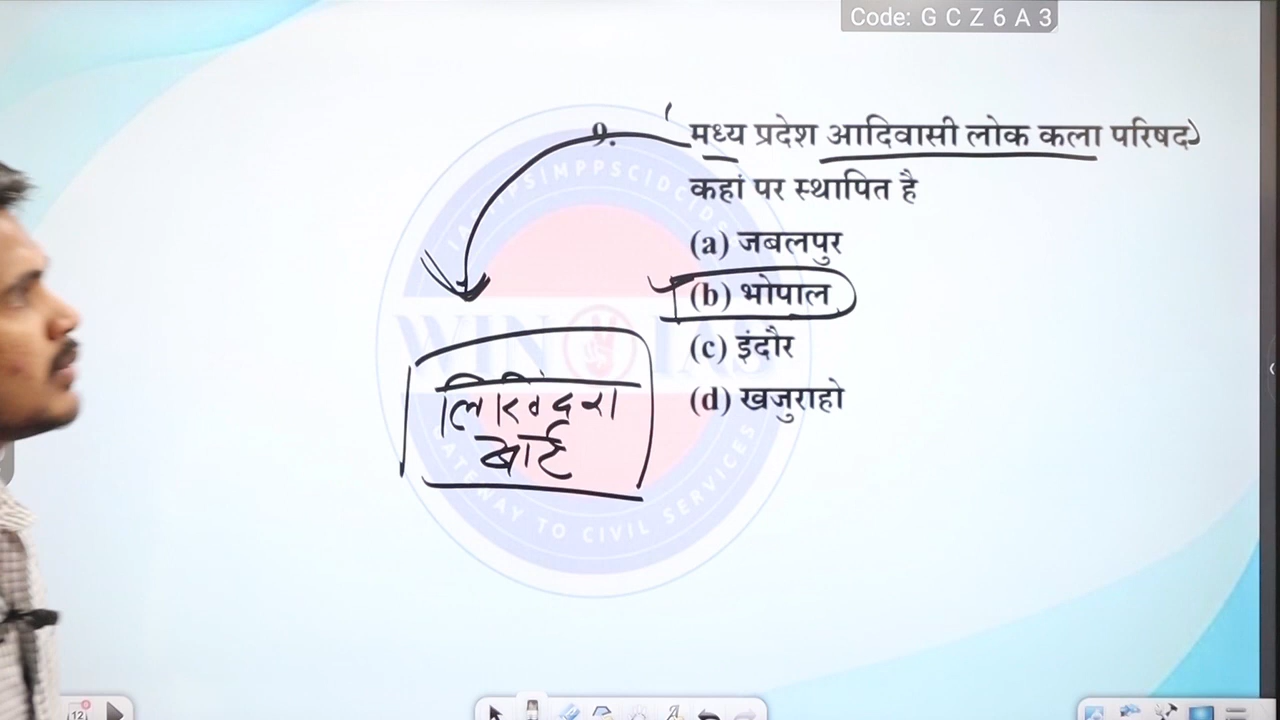 Code: G C Z 6 A 3
9. मध्य प्रदेश आदिवासी लोक कला परिषद
कहां पर स्थापित है
(a) जबलपुर
(b) भोपाल
(c) इंदौर
(d) खजुराहो
WIN IAS
GATEWAY TO CIVIL SERVICES
12